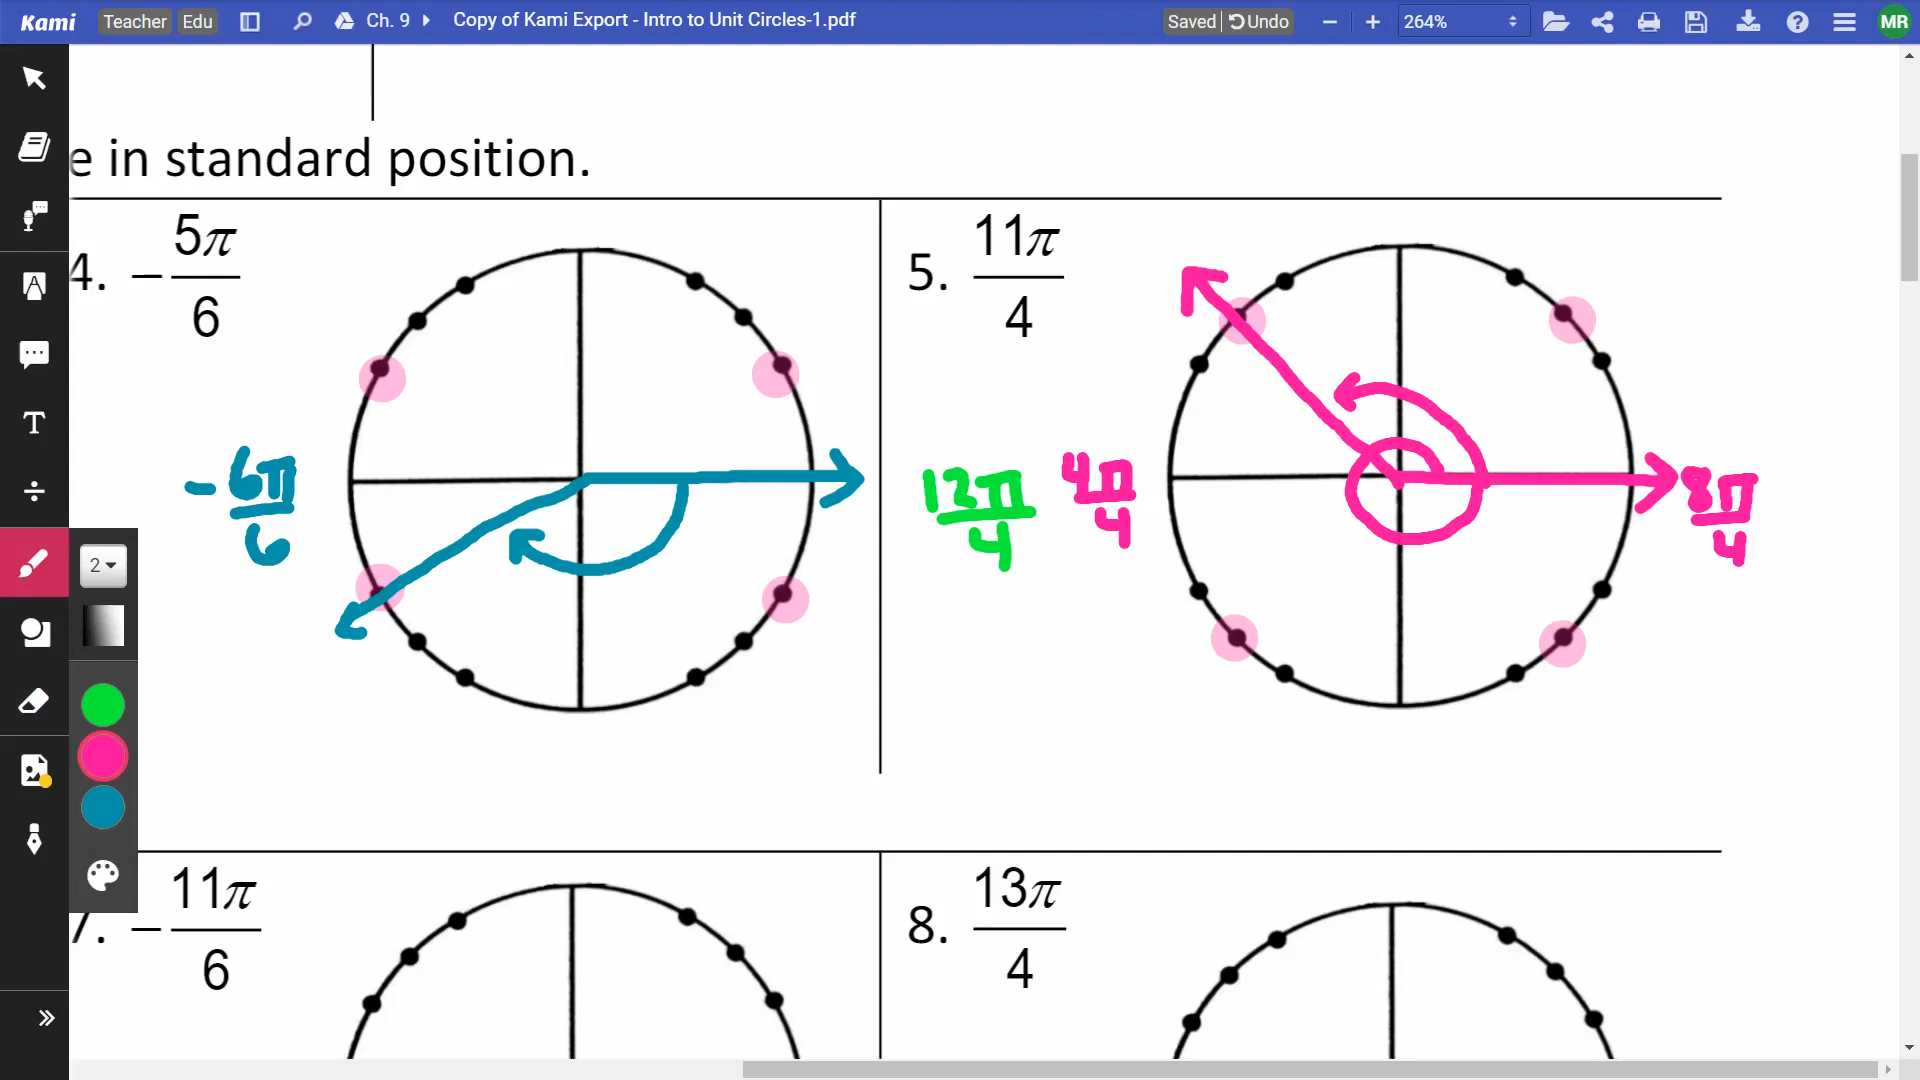 Kami Teacher Edu Ch. 9 Copy of Kami Export - Intro to Unit Circles-1.pdf Saved Undo 264% MR
e in standard position.
4. -5π/6
-6π/6
5. 11π/4
12π/4 4π/4 8π/4
2
7. -11π/6
8. 13π/4